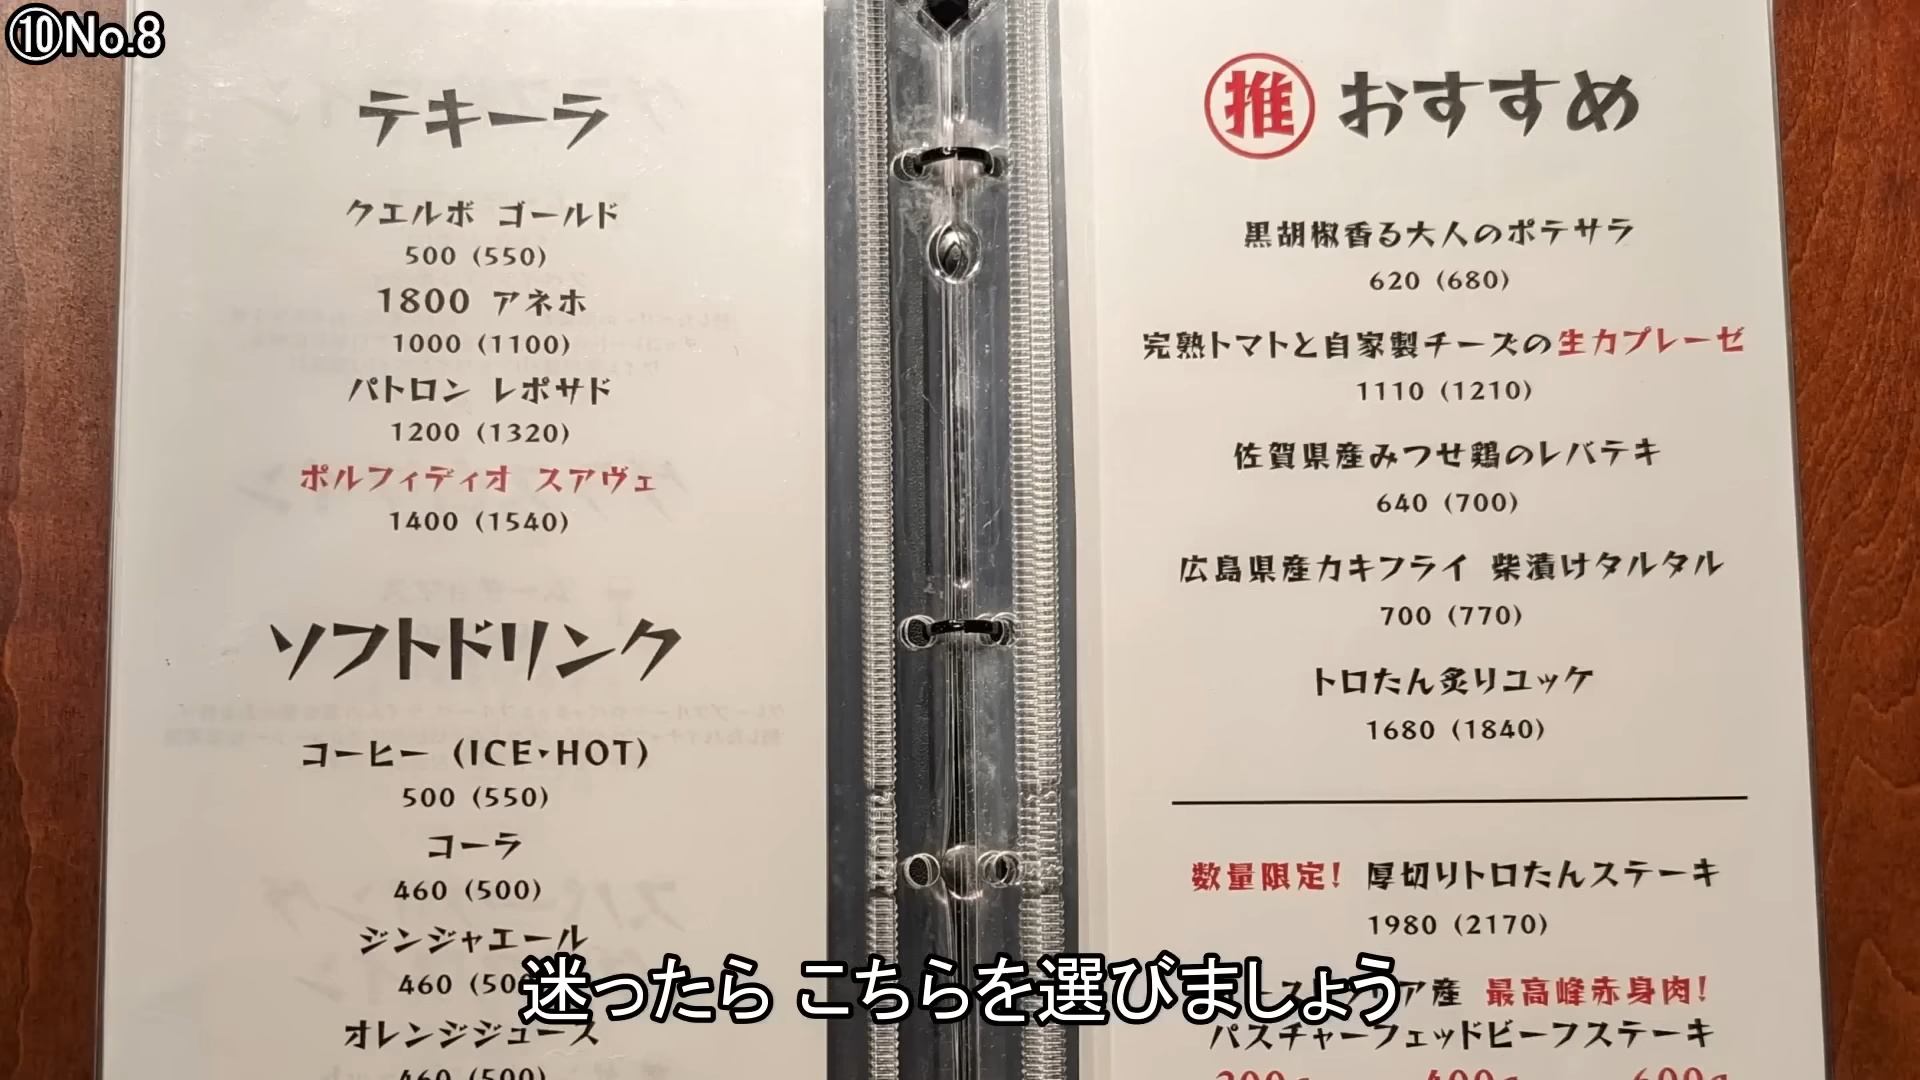 ⑩No.8
テキーラ
クエルボ ゴールド
500 (550)
1800 アネホ
1000 (1100)
パトロン レポサド
1200 (1320)
ポルフィディオ スアヴェ
1400 (1540)
ソフトドリンク
コーヒー (ICE・HOT)
500 (550)
コーラ
460 (500)
ジンジャエール
460 (500
オレンジジュース
460 (500)
推 おすすめ
黒胡椒香る大人のポテサラ
620 (680)
完熟トマトと自家製チーズの生カプレーゼ
1110 (1210)
佐賀県産みつせ鶏のレバテキ
640 (700)
広島県産カキフライ 柴漬けタルタル
700 (770)
トロたん炙りユッケ
1680 (1840)
数量限定! 厚切りトロたんステーキ
1980 (2170)
ア産 最高峰赤身肉!
パスチャーフェッドビーフステーキ
迷ったら こちらを選びましょう